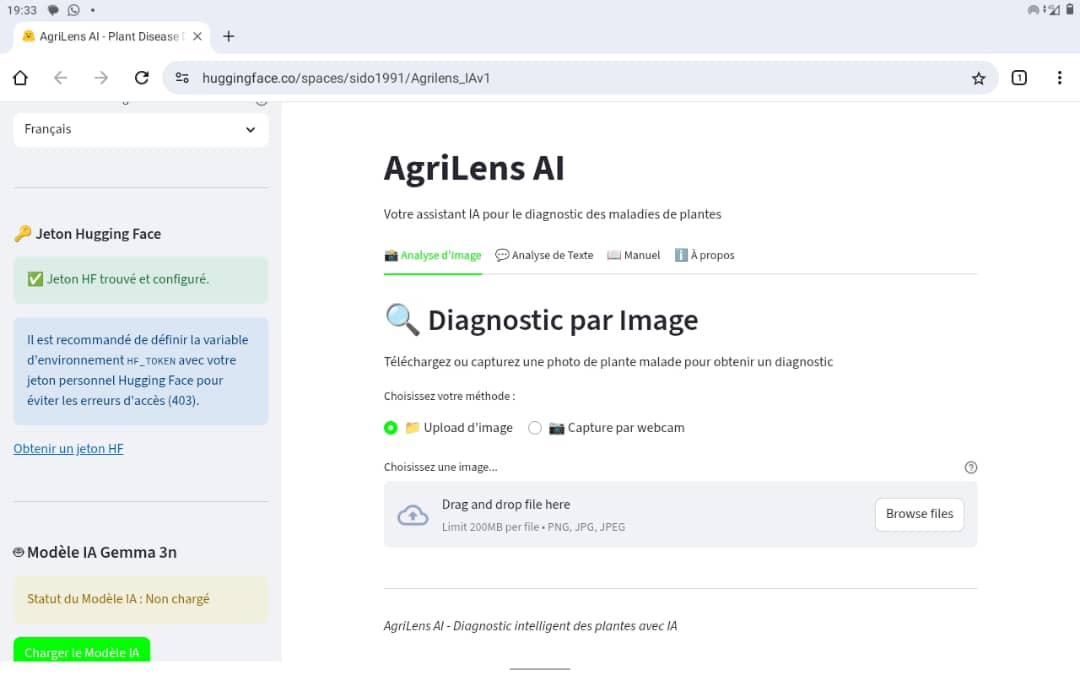 19:33
AgriLens AI - Plant Disease D
huggingface.co/spaces/sido1991/Agrilens_IAv1
1
Français
🔑 Jeton Hugging Face
✅ Jeton HF trouvé et configuré.
Il est recommandé de définir la variable
d'environnement HF_TOKEN avec votre
jeton personnel Hugging Face pour
éviter les erreurs d'accès (403).
Obtenir un jeton HF
Modèle IA Gemma 3n
Statut du Modèle IA : Non chargé
Charger le Modèle IA
AgriLens AI
Votre assistant IA pour le diagnostic des maladies de plantes
📸 Analyse d'Image 💬 Analyse de Texte 📖 Manuel ℹ️ À propos
🔍 Diagnostic par Image
Téléchargez ou capturez une photo de plante malade pour obtenir un diagnostic
Choisissez votre méthode :
📁 Upload d'image 📷 Capture par webcam
Choisissez une image...
Drag and drop file here
Limit 200MB per file • PNG, JPG, JPEG
Browse files
AgriLens AI - Diagnostic intelligent des plantes avec IA